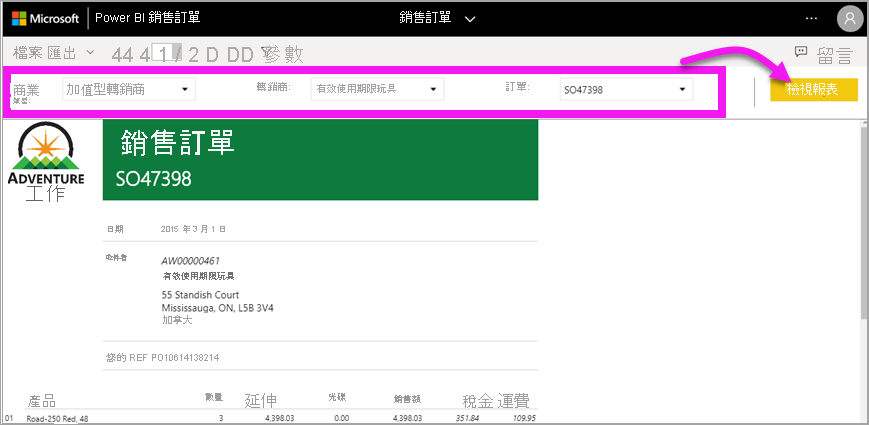 Microsoft Power BI 銷售訂單 銷售訂單 ...
檔案 匯出 44 4 1 / 2 D DD 參數 留言
商業 加值型轉銷商 轉銷商: 有效使用期限玩具 訂單: SO47398 檢視報表
銷售訂單
SO47398
ADVENTURE
工作
日期 2015 年 3 月 1 日
收件者 AW00000461
有效使用期限玩具
55 Standish Court
Mississauga, ON, L5B 3V4
加拿大
您的 REF PO10614138214
產品 數量 延伸 光碟 銷售額 稅金 運費
01 Road-250 Red, 48 3 4,398.03 0.00 4,398.03 351.84 109.95